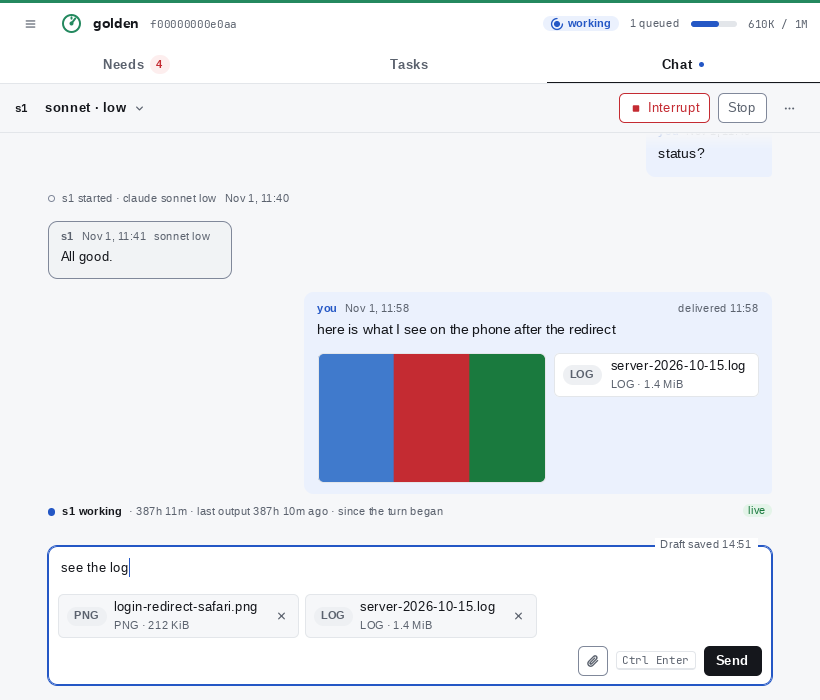 golden f00000000e0aa working 1 queued 610K / 1M
Needs 4 Tasks Chat
s1 sonnet · low Interrupt Stop ···
status?
s1 started · claude sonnet low Nov 1, 11:40
s1 Nov 1, 11:41 sonnet low
All good.
you Nov 1, 11:58 delivered 11:58
here is what I see on the phone after the redirect
LOG server-2026-10-15.log
LOG · 1.4 MiB
s1 working · 387h 11m · last output 387h 10m ago · since the turn began live
Draft saved 14:51
see the log
PNG login-redirect-safari.png
PNG · 212 KiB
LOG server-2026-10-15.log
LOG · 1.4 MiB
Ctrl Enter Send